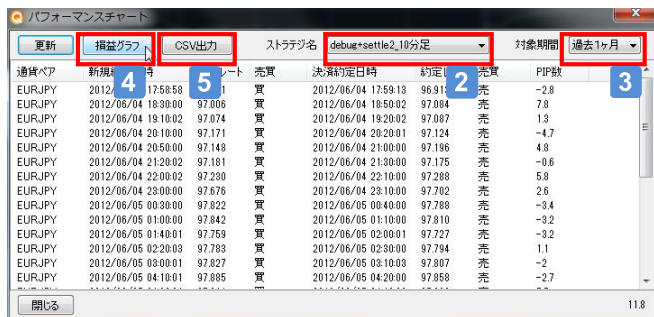 パフォーマンスチャート
更新 損益グラフ CSV出力 ストラテジ名 debug+settle2_10分足 対象期間 過去1ヶ月
4 5 2 3
通貨ペア 新規 時 レート 売買 決済約定日時 約定 売買 PIP数
EURJPY 2012/ 17:58:58 1 買 2012/06/04 17:59:13 96.91 売 -2.8
EURJPY 2012/06/04 18:30:00 97.006 買 2012/06/04 18:50:02 97.084 売 7.8
EURJPY 2012/06/04 19:10:02 97.074 買 2012/06/04 19:20:02 97.087 売 1.3
EURJPY 2012/06/04 20:10:00 97.171 買 2012/06/04 20:20:01 97.124 売 -4.7
EURJPY 2012/06/04 20:50:00 97.148 買 2012/06/04 21:00:00 97.196 売 4.8
EURJPY 2012/06/04 21:20:02 97.181 買 2012/06/04 21:30:00 97.175 売 -0.6
EURJPY 2012/06/04 22:00:02 97.230 買 2012/06/04 22:10:00 97.288 売 5.8
EURJPY 2012/06/04 23:00:00 97.676 買 2012/06/04 23:10:00 97.702 売 2.6
EURJPY 2012/06/05 00:30:00 97.822 買 2012/06/05 00:40:00 97.788 売 -3.4
EURJPY 2012/06/05 01:00:00 97.842 買 2012/06/05 01:10:00 97.810 売 -3.2
EURJPY 2012/06/05 01:40:01 97.759 買 2012/06/05 02:00:01 97.727 売 -3.2
EURJPY 2012/06/05 02:20:03 97.783 買 2012/06/05 02:30:00 97.794 売 1.1
EURJPY 2012/06/05 03:00:01 97.827 買 2012/06/05 03:10:03 97.807 売 -2
EURJPY 2012/06/05 04:10:01 97.885 買 2012/06/05 04:20:00 97.858 売 -2.7
閉じる 11.8